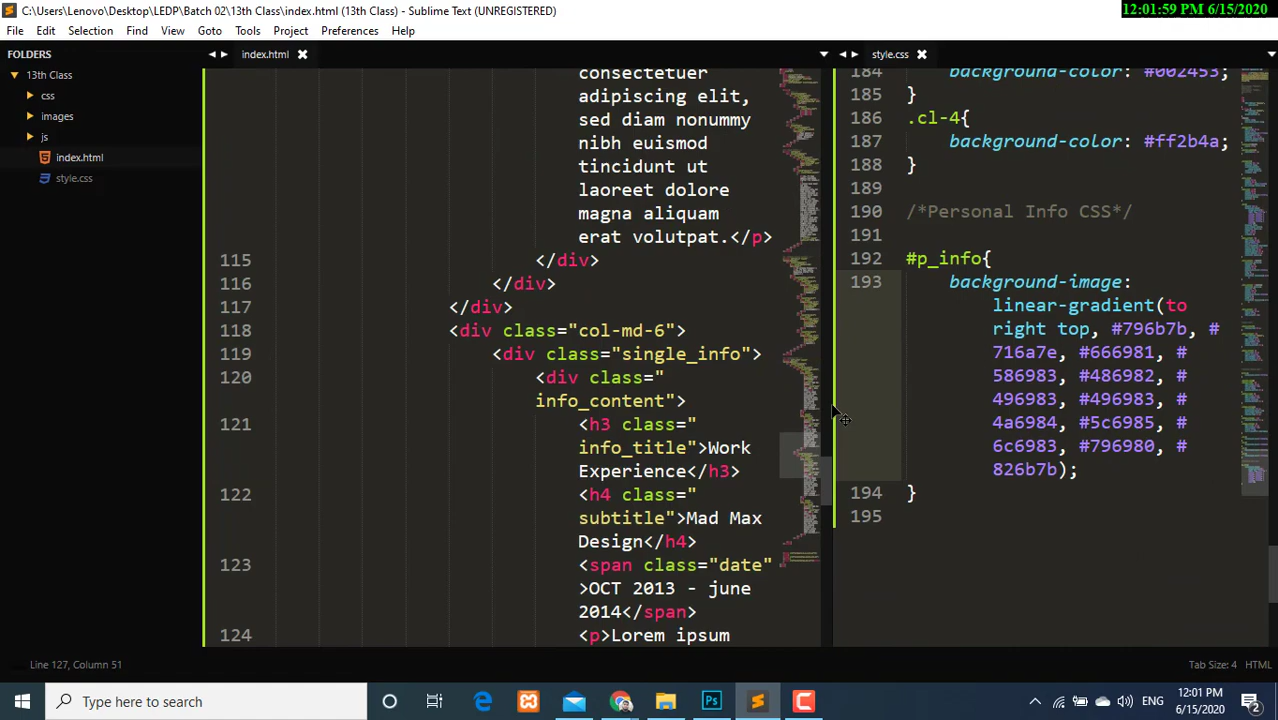 C:\Users\Lenovo\Desktop\LEDP\Batch 02\13th Class\index.html (13th Class) - Sublime Text (UNREGISTERED)
12:01:59 PM 6/15/2020
File Edit Selection Find View Goto Tools Project Preferences Help
FOLDERS
13th Class
css
images
js
index.html
style.css
index.html
consectetuer
adipiscing elit,
sed diam nonummy
nibh euismod
tincidunt ut
laoreet dolore
magna aliquam
erat volutpat.</p>
115 </div>
116 </div>
117 </div>
118 <div class="col-md-6">
119 <div class="single_info">
120 <div class="
info_content">
121 <h3 class="
info_title">Work
Experience</h3>
122 <h4 class="
subtitle">Mad Max
Design</h4>
123 <span class="date"
>OCT 2013 - june
2014</span>
124 <p>Lorem ipsum
style.css
184 background-color: #002453;
185 }
186 .cl-4{
187 background-color: #ff2b4a;
188 }
189
190 /*Personal Info CSS*/
191
192 #p_info{
193 background-image:
linear-gradient(to
right top, #796b7b, #
716a7e, #666981, #
586983, #486982, #
496983, #496983, #
4a6984, #5c6985, #
6c6983, #796980, #
826b7b);
194 }
195
Line 127, Column 51
Tab Size: 4 HTML
Type here to search
ENG
12:01 PM
6/15/2020
2